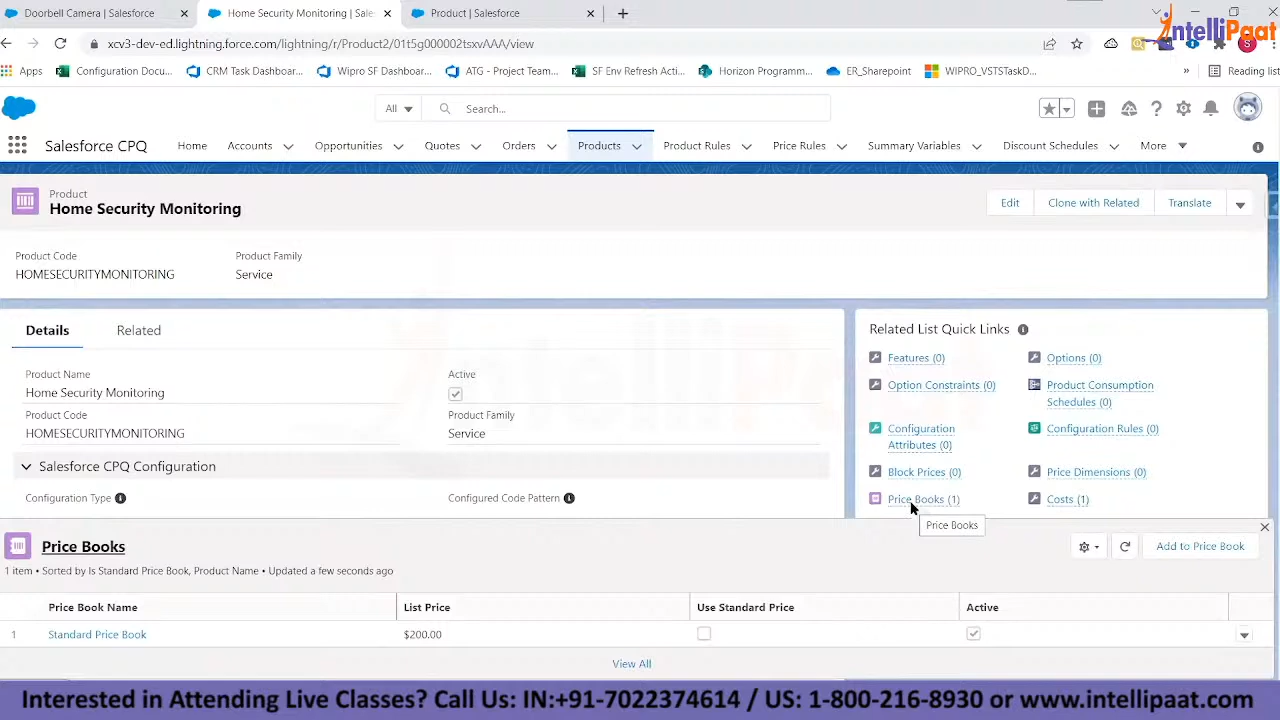 Doorbell Camera | Salesforce
Home Security Monitoring | Sales
Product | Salesforce
IntelliPaat
xcv3-dev-ed.lightning.force.com/lightning/r/Product2/
Apps
Configuration Docu...
CRM Task Dashboar...
Wipro SF Dashboar...
ATG - Project Team...
SF Env Refresh Acti...
Horizon Programm...
ER_Sharepoint
WIPRO_VSTSTaskD...
»
Reading list
All
Search...
Salesforce CPQ
Home
Accounts
Opportunities
Quotes
Orders
Products
Product Rules
Price Rules
Summary Variables
Discount Schedules
More
Product
Home Security Monitoring
Edit
Clone with Related
Translate
Product Code
Product Family
HOMESECURITYMONITORING
Service
Details
Related
Related List Quick Links
Features (0)
Options (0)
Option Constraints (0)
Product Consumption
Schedules (0)
Configuration
Attributes (0)
Configuration Rules (0)
Block Prices (0)
Price Dimensions (0)
Price Books (1)
Costs (1)
Price Books
Product Name
Active
Home Security Monitoring
Product Code
Product Family
HOMESECURITYMONITORING
Service
Salesforce CPQ Configuration
Configuration Type
Configured Code Pattern
Price Books
Add to Price Book
1 item • Sorted by Is Standard Price Book, Product Name • Updated a few seconds ago
Price Book Name
List Price
Use Standard Price
Active
1
Standard Price Book
$200.00
View All
Interested in Attending Live Classes? Call Us: IN:+91-7022374614 / US: 1-800-216-8930 or www.intellipaat.com